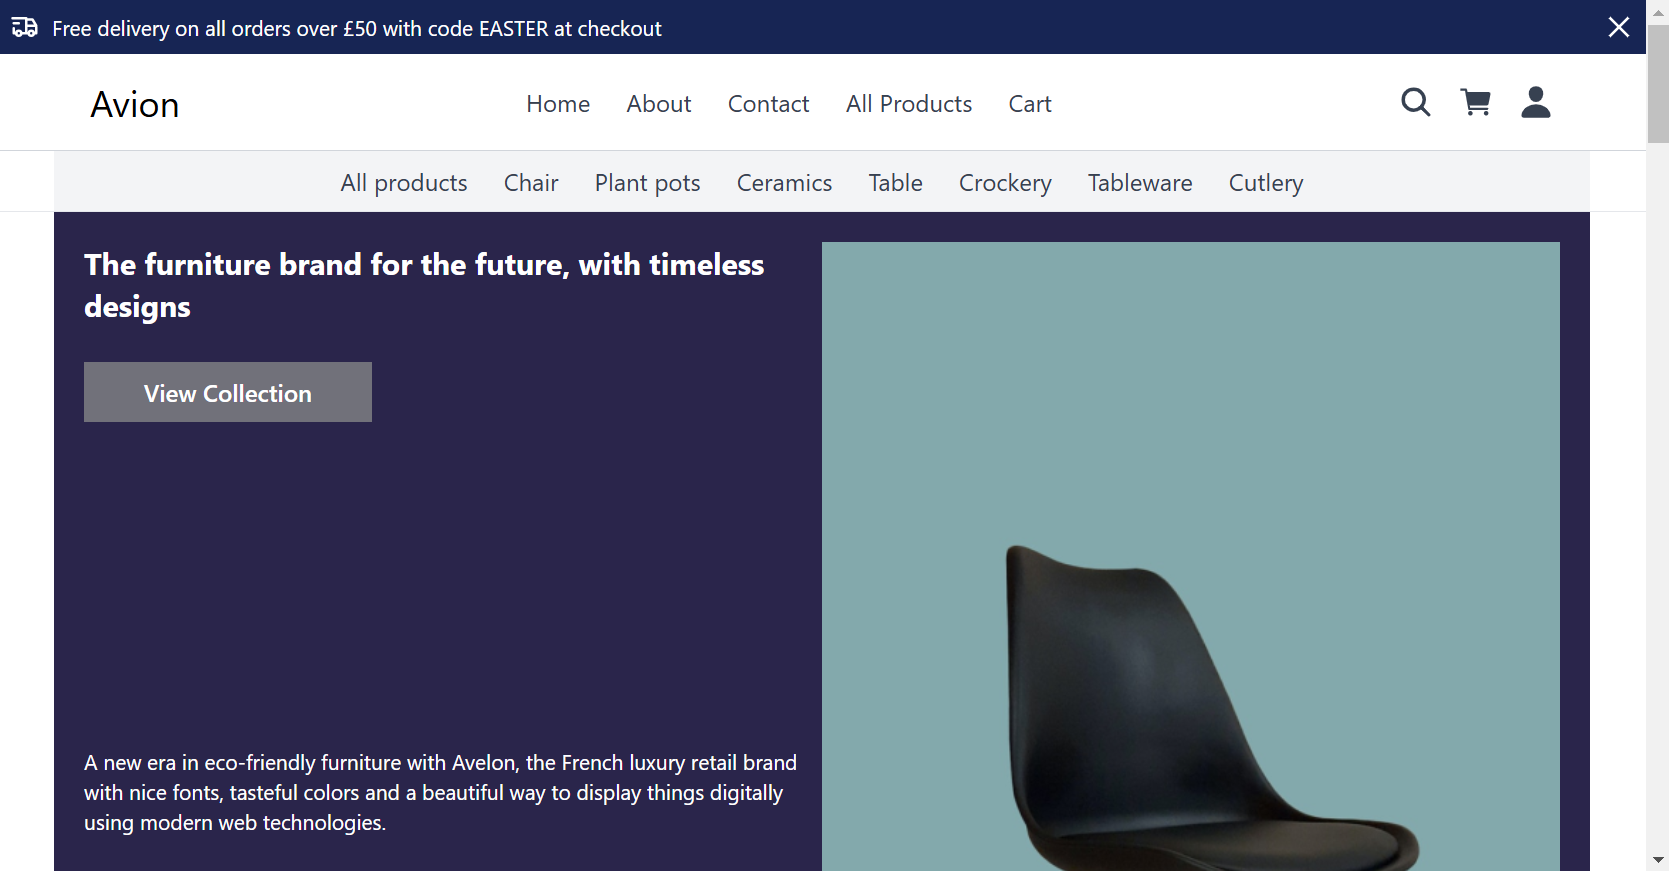 Free delivery on all orders over £50 with code EASTER at checkout
Avion
Home About Contact All Products Cart
All products Chair Plant pots Ceramics Table Crockery Tableware Cutlery
The furniture brand for the future, with timeless
designs
View Collection
A new era in eco-friendly furniture with Avelon, the French luxury retail brand
with nice fonts, tasteful colors and a beautiful way to display things digitally
using modern web technologies.